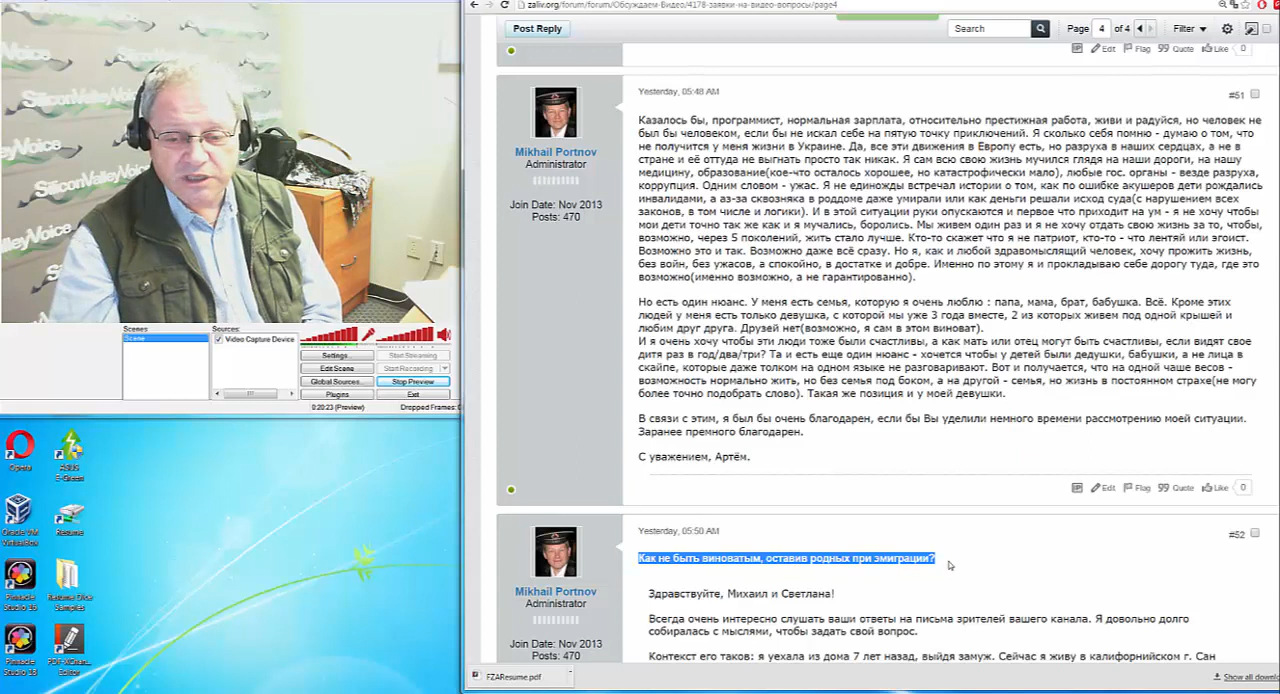 zaliv.org/forum/forum/Обсуждаем-Видео/4178-заявки-на-видео-вопросы/page4
Post Reply
Search
Page 4 of 4
Filter
Edit Flag Quote Like 0
SiliconValleyVoice
Yesterday, 05:48 AM
#51
Mikhail Portnov
Administrator
Join Date: Nov 2013
Posts: 470
Казалось бы, программист, нормальная зарплата, относительно престижная работа, живи и радуйся, но человек не
был бы человеком, если бы не искал себе на пятую точку приключений. Я сколько себя помню - думаю о том, что
не получится у меня жизни в Украине. Да, все эти движения в Европу есть, но разруха в наших сердцах, а не в
стране и её оттуда не выгнать просто так никак. Я сам всю свою жизнь мучился глядя на наши дороги, на нашу
медицину, образование(кое-что осталось хорошее, но катастрофически мало), любые гос. органы - везде разруха,
коррупция. Одним словом - ужас. Я не единожды встречал истории о том, как по ошибке акушеров дети рождались
инвалидами, а аз-за сквозняка в роддоме даже умирали или как деньги решали исход суда(с нарушением всех
законов, в том числе и логики). И в этой ситуации руки опускаются и первое что приходит на ум - я не хочу чтобы
мои дети точно так же как и я мучались, боролись. Мы живем один раз и я не хочу отдать свою жизнь за то, чтобы,
возможно, через 5 поколений, жить стало лучше. Кто-то скажет что я не патриот, кто-то - что лентяй или эгоист.
Возможно это и так. Возможно даже всё сразу. Но я, как и любой здравомыслящий человек, хочу прожить жизнь,
без войн, без ужасов, а спокойно, в достатке и добре. Именно по этому я и прокладываю себе дорогу туда, где это
возможно(именно возможно, а не гарантированно).
Но есть один нюанс. У меня есть семья, которую я очень люблю : папа, мама, брат, бабушка. Всё. Кроме этих
людей у меня есть только девушка, с которой мы уже 3 года вместе, 2 из которых живем под одной крышей и
любим друг друга. Друзей нет(возможно, я сам в этом виноват).
И я очень хочу чтобы эти люди тоже были счастливы, а как мать или отец могут быть счастливы, если видят свое
дитя раз в год/два/три? Та и есть еще один нюанс - хочется чтобы у детей были дедушки, бабушки, а не лица в
скайпе, которые даже толком на одном языке не разговаривают. Вот и получается, что на одной чаше весов -
возможность нормально жить, но без семья под боком, а на другой - семья, но жизнь в постоянном страхе(не могу
более точно подобрать слово). Такая же позиция и у моей девушки.
В связи с этим, я был бы очень благодарен, если бы Вы уделили немного времени рассмотрению моей ситуации.
Заранее премного благодарен.
С уважением, Артём.
Edit Flag Quote Like 0
Yesterday, 05:50 AM
#52
Mikhail Portnov
Administrator
Join Date: Nov 2013
Posts: 470
Как не быть виноватым, оставив родных при эмиграции?
Здравствуйте, Михаил и Светлана!
Всегда очень интересно слушать ваши ответы на письма зрителей вашего канала. Я довольно долго
собиралась с мыслями, чтобы задать свой вопрос.
Контекст его таков: я уехала из дома 7 лет назад, выйдя замуж. Сейчас я живу в калифорнийском г. Сан
Scenes:
Scene
Sources:
Video Capture Device
Settings...
Start Streaming
Edit Scene
Start Recording
Global Sources...
Stop Preview
Plugins
Exit
0:20:23 (Preview)
Dropped Frames:
Opera
ASUS
Oracle VM
VirtualBox
Resume
Pinnacle
Studio 16
Resume Dice
Samples
Pinnacle
Studio 18
PDF-XChan...
Editor
FZAResume.pdf
Show all downlo